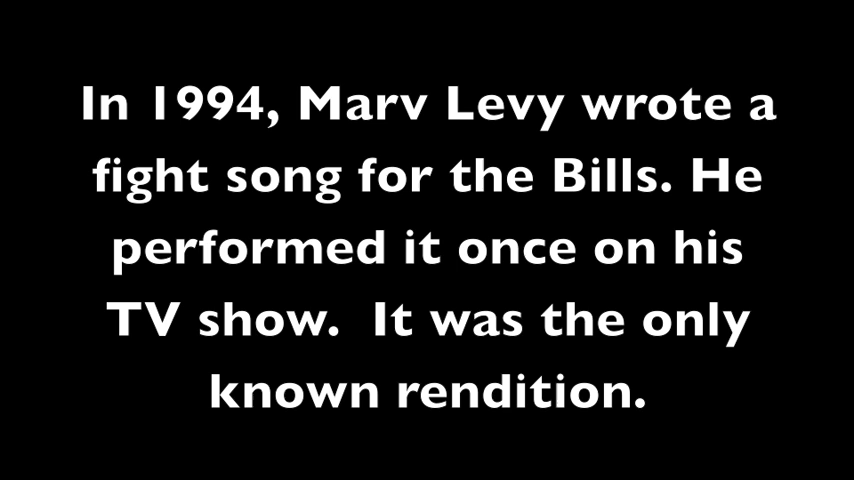 In 1994, Marv Levy wrote a
fight song for the Bills. He
performed it once on his
TV show.  It was the only
known rendition.